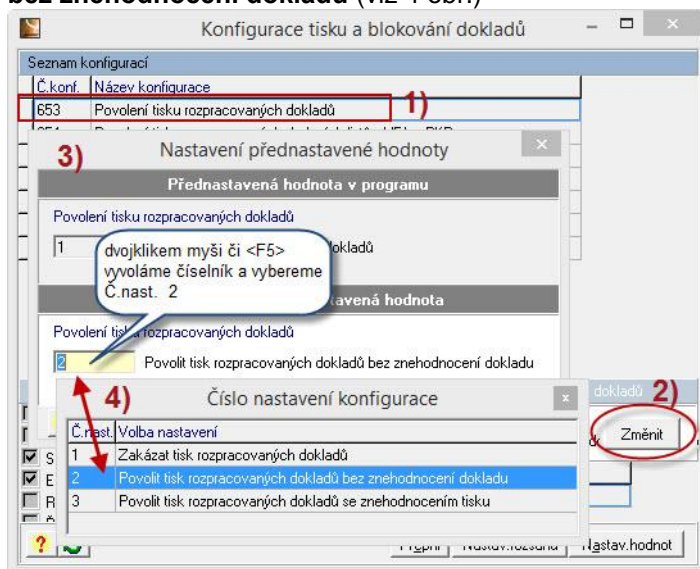 bez znehodnocení dokladu (viz 4 obr.)
Konfigurace tisku a blokování dokladů
Seznam konfigurací
Č.konf. Název konfigurace
653 Povolení tisku rozpracovaných dokladů 1)
3) Nastavení přednastavené hodnoty
Přednastavená hodnota v programu
Povolení tisku rozpracovaných dokladů
1
dvojklikem myši či <F5>
vyvoláme číselník a vybereme
Č.nast. 2
hodnota
Povolení tisku rozpracovaných dokladů
2 Povolit tisk rozpracovaných dokladů bez znehodnocení dokladu
dokladů 2)
4) Číslo nastavení konfigurace
Změnit
Č.nast. Volba nastavení
1 Zakázat tisk rozpracovaných dokladů
S
2 Povolit tisk rozpracovaných dokladů bez znehodnocení dokladu
E
3 Povolit tisk rozpracovaných dokladů se znehodnocením tisku
R
? Nastav.hodnot